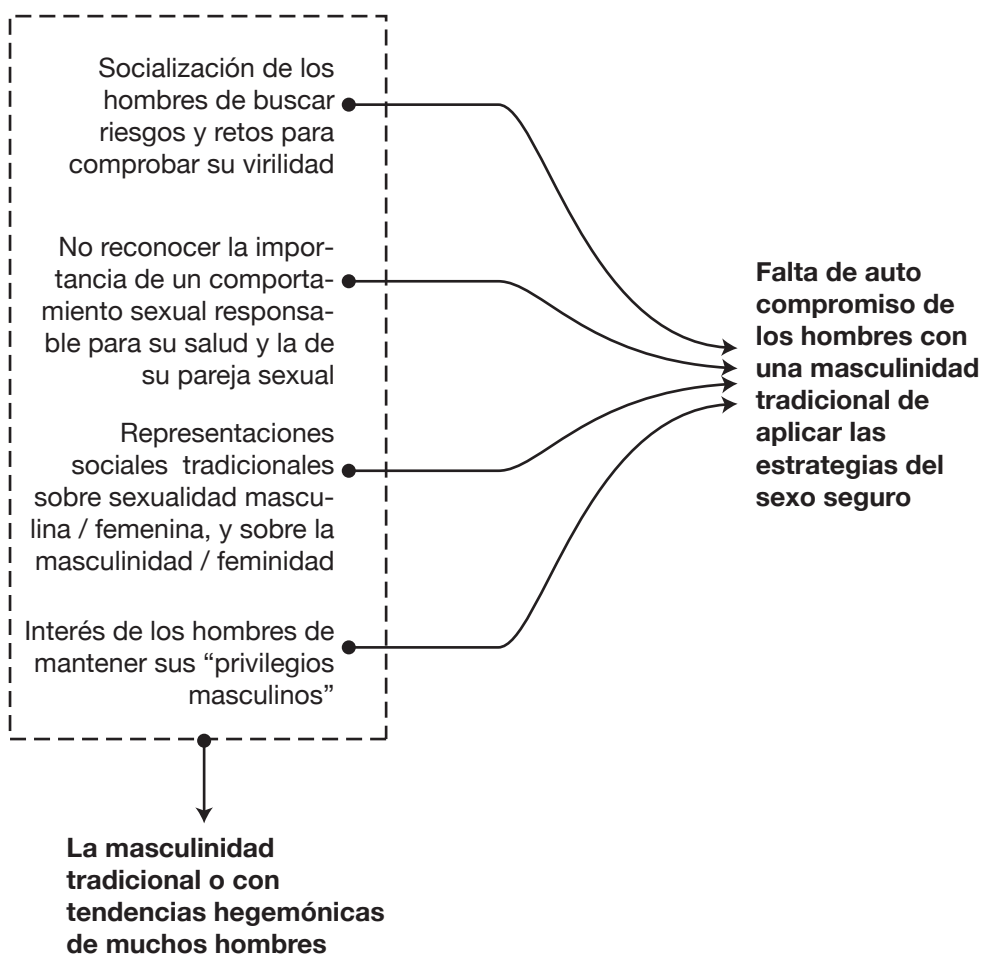 Socialización de los
hombres de buscar
riesgos y retos para
comprobar su virilidad
No reconocer la impor-
tancia de un comporta-
miento sexual responsa-
ble para su salud y la de
su pareja sexual
Representaciones
sociales tradicionales
sobre sexualidad mascu-
lina / femenina, y sobre la
masculinidad / feminidad
Interés de los hombres de
mantener sus “privilegios
masculinos”
Falta de auto
compromiso de
los hombres con
una masculinidad
tradicional de
aplicar las
estrategias del
sexo seguro
La masculinidad
tradicional o con
tendencias hegemónicas
de muchos hombres